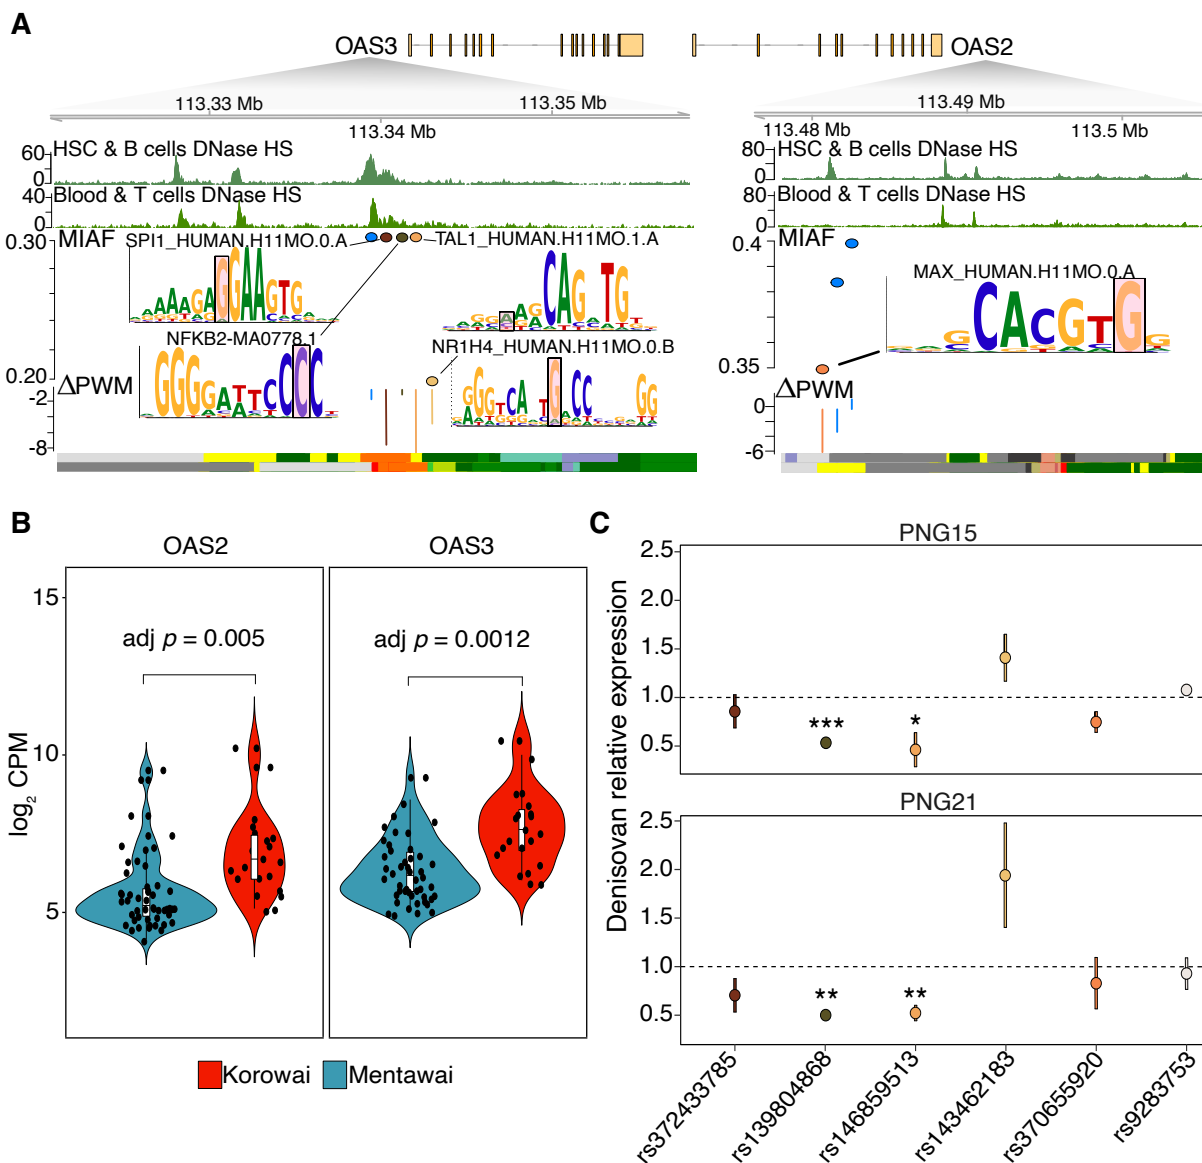 A
OAS3
OAS2
113.33 Mb
113.35 Mb
113.34 Mb
113.49 Mb
113.48 Mb
113.5 Mb
60
0
HSC & B cells DNase HS
40
0
Blood & T cells DNase HS
80
0
HSC & B cells DNase HS
80
0
Blood & T cells DNase HS
0.30
MIAF
SPI1_HUMAN.H11MO.0.A
TAL1_HUMAN.H11MO.1.A
NFKB2-MA0778.1
NR1H4_HUMAN.H11MO.0.B
0.20
ΔPWM
-2
-8
0.4
MIAF
MAX_HUMAN.H11MO.0.A
0.35
ΔPWM
0
-6
B
OAS2
OAS3
15
10
5
log2 CPM
adj p = 0.005
adj p = 0.0012
Korowai
Mentawai
C
PNG15
Denisovan relative expression
2.5
2.0
1.5
1.0
0.5
***
*
PNG21
2.5
2.0
1.5
1.0
0.5
**
**
rs372433785
rs139804868
rs146859513
rs143462183
rs370655920
rs9283753